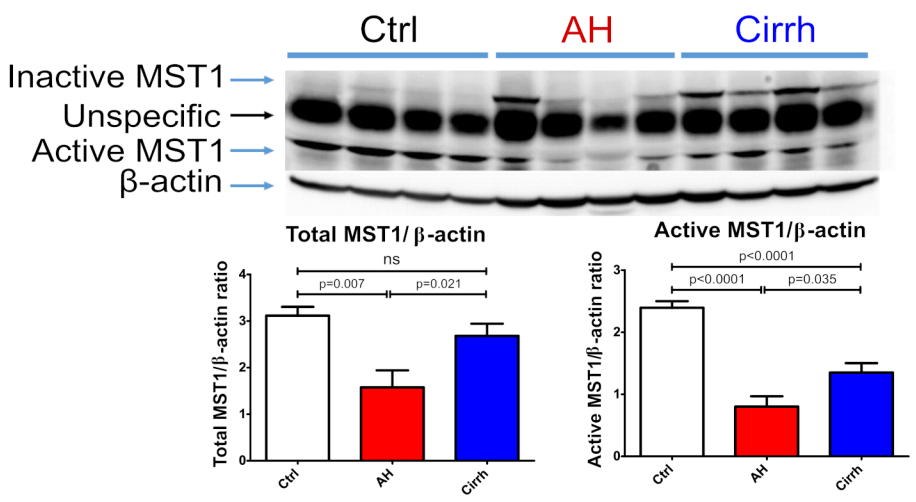 Ctrl AH Cirrh
Inactive MST1
Unspecific
Active MST1
β-actin
Total MST1/ β-actin
ns
p=0.007 p=0.021
Total MST1/β-actin ratio
4
3
2
1
0
Ctrl AH Cirrh
Active MST1/β-actin
p<0.0001
p<0.0001 p=0.035
Active MST1/β-actin ratio
3
2
1
0
Ctrl AH Cirrh